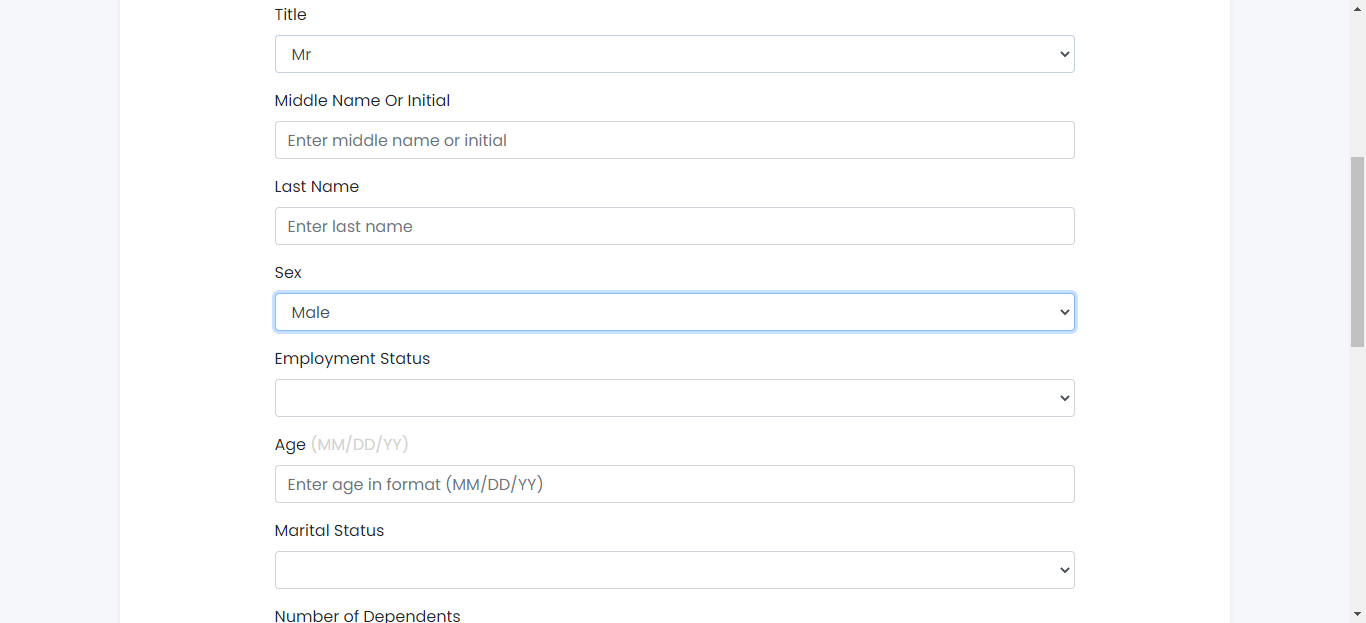 Title
Mr
Middle Name Or Initial
Enter middle name or initial
Last Name
Enter last name
Sex
Male
Employment Status
Age (MM/DD/YY)
Enter age in format (MM/DD/YY)
Marital Status
Number of Dependents